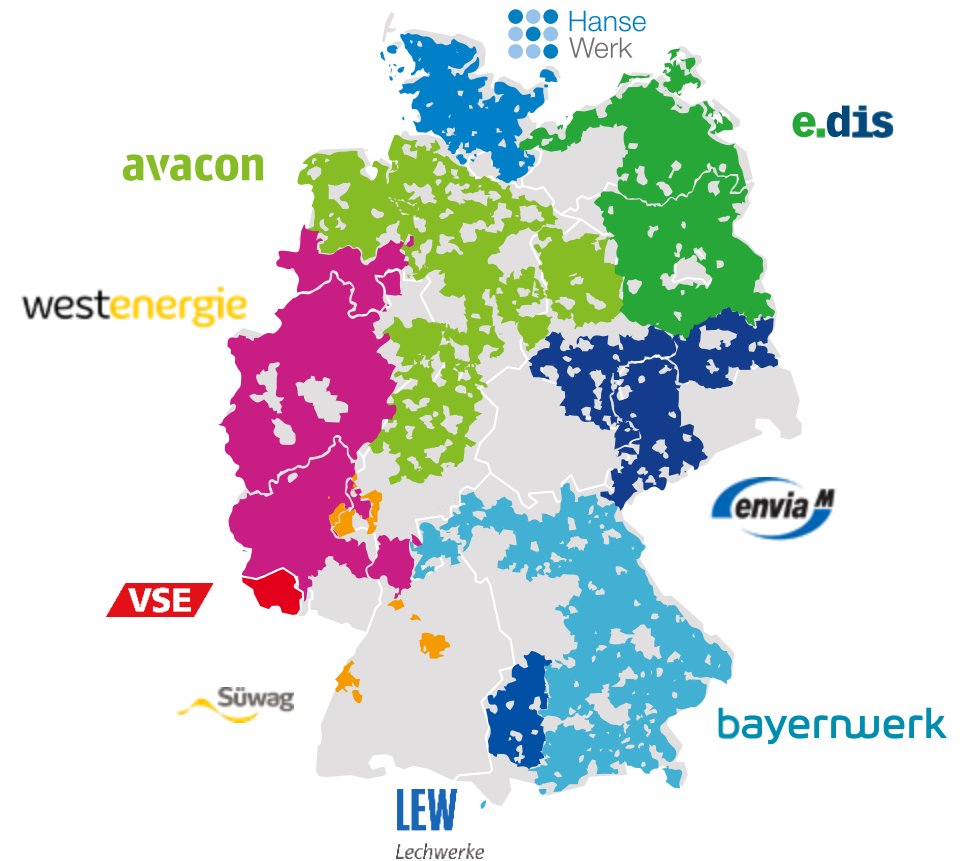 Hanse
Werk
e.dis
avacon
westenergie
envia M
VSE
Süwag
bayernwerk
LEW
Lechwerke